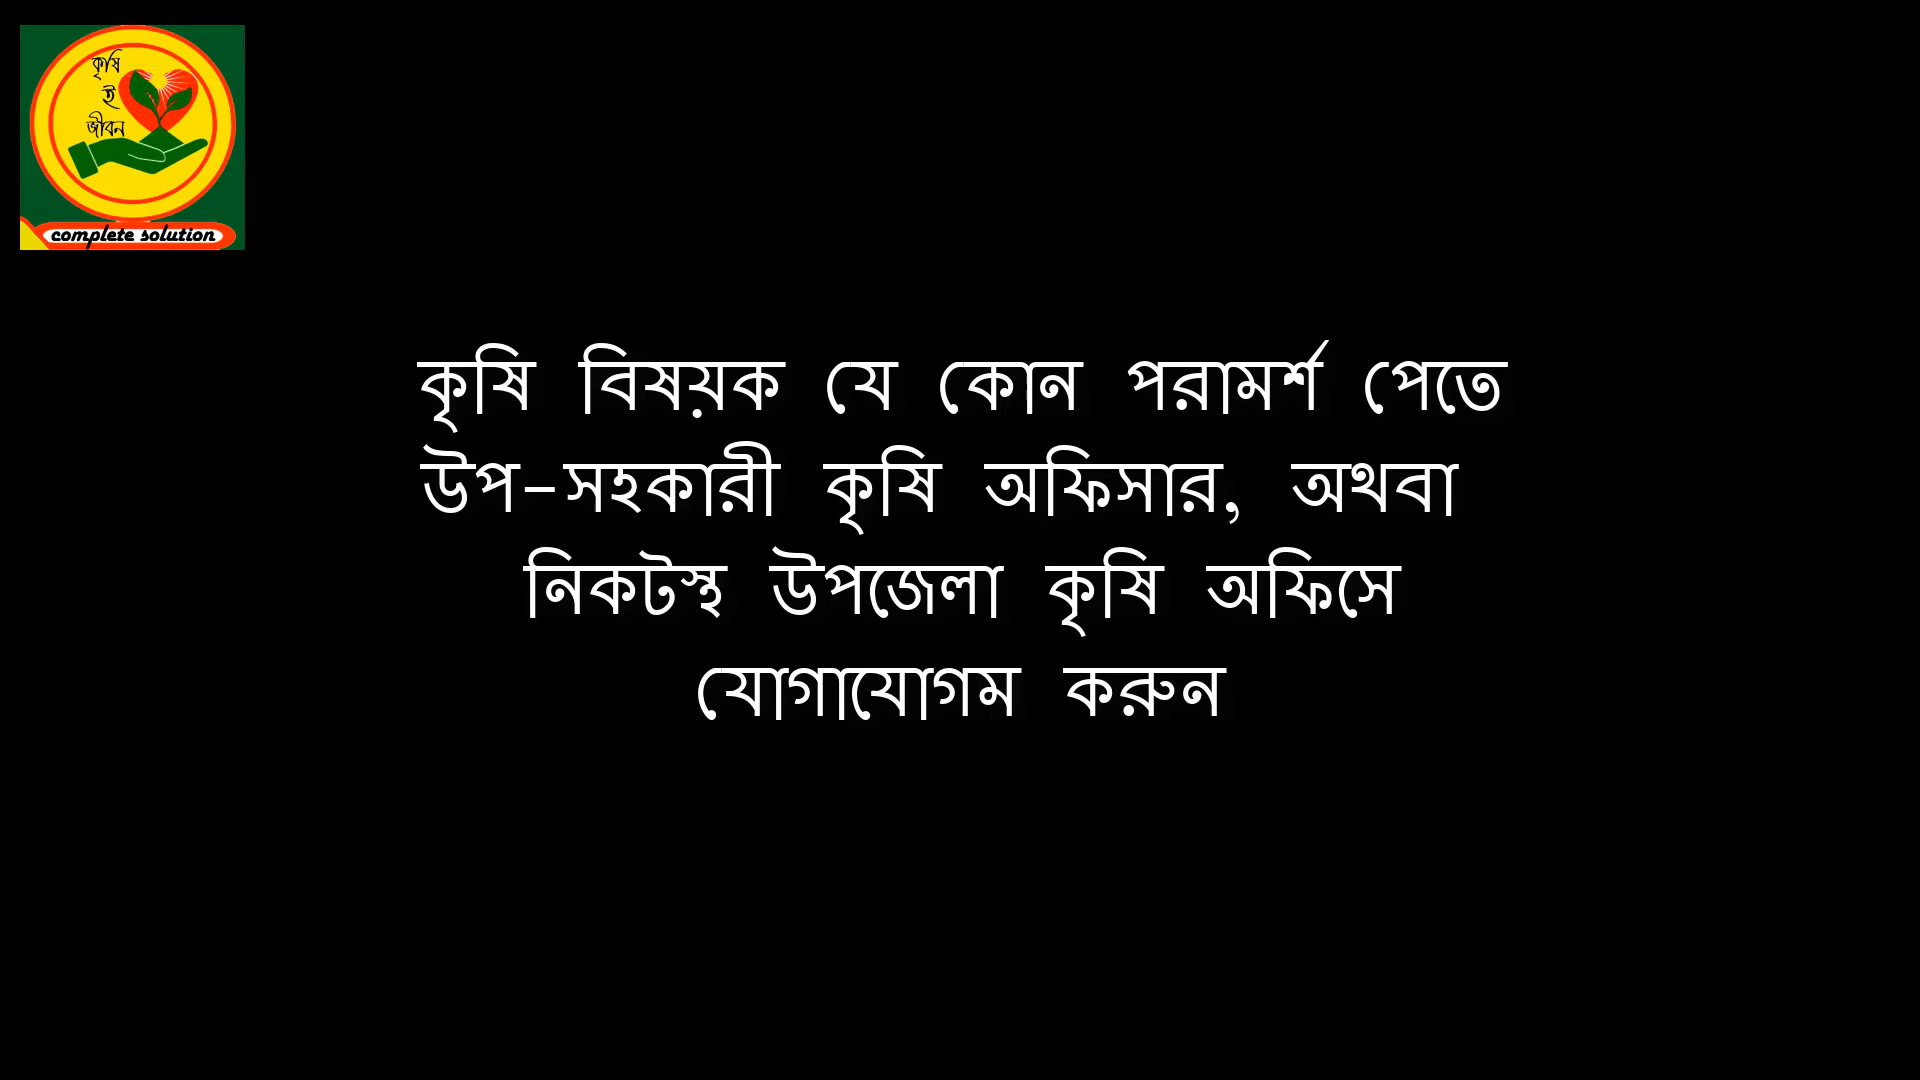 কৃষি
ই
জীবন
complete solution
কৃষি বিষয়ক যে কোন পরামর্শ পেতে
উপ-সহকারী কৃষি অফিসার, অথবা
নিকটস্থ উপজেলা কৃষি অফিসে
যোগাযোগম করুন